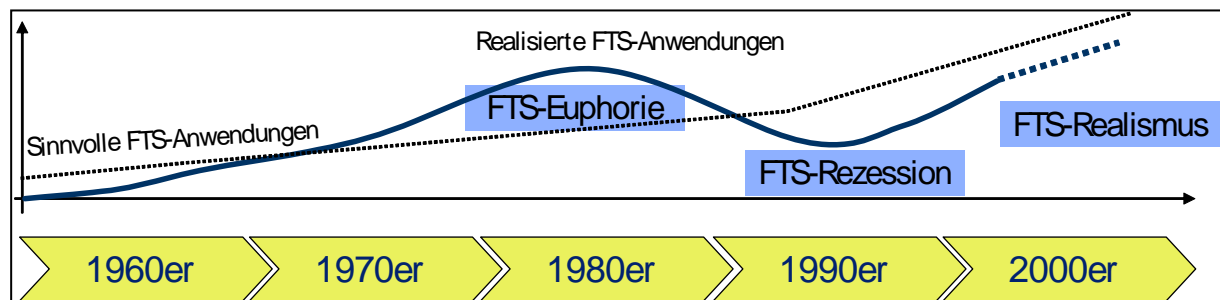 Realisierte FTS-Anwendungen
FTS-Euphorie
Sinnvolle FTS-Anwendungen
FTS-Realismus
FTS-Rezession
1960er
1970er
1980er
1990er
2000er